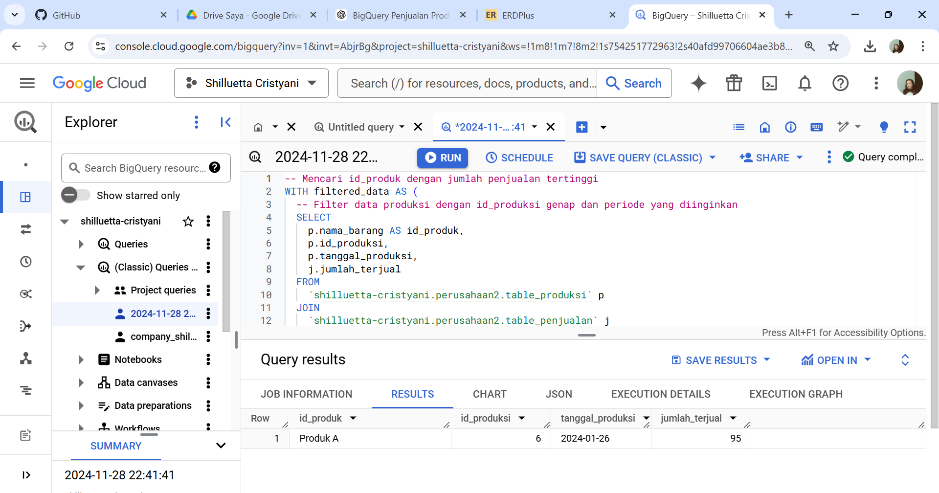 Google Cloud
Drive Saya – Google Drive
BigQuery Penjualan Prod
ER ERDPlus
BigQuery – Shilluetta Crist
console.cloud.google.com/bigquery?inv=1&invt=AbjrBg&project=shilluetta-cristyani&ws=!1m8!1m7!8m2!1s754251772963!2s40afd99706604ae3b8...
Google Cloud
Shilluetta Cristyani
Search (/) for resources, docs, products, and...
Search
Explorer
Untitled query
*2024-11-...:41
2024-11-28 22...
RUN
SCHEDULE
SAVE QUERY (CLASSIC)
SHARE
Query compl...
Search BigQuery resourc...
Show starred only
shilluetta-cristyani
Queries
(Classic) Queries ...
Project queries
2024-11-28 2...
company_shil...
Notebooks
Data canvases
Data preparations
Workflows
SUMMARY
2024-11-28 22:41:41
1 -- Mencari id_produk dengan jumlah penjualan tertinggi
2 WITH filtered_data AS (
3 -- Filter data produksi dengan id_produksi genap dan periode yang diinginkan
4 SELECT
5 p.nama_barang AS id_produk,
6 p.id_produksi,
7 p.tanggal_produksi,
8 j.jumlah_terjual
9 FROM
10 `shilluetta-cristyani.perusahaan2.table_produksi` p
11 JOIN
12 `shilluetta-cristyani.perusahaan2.table_penjualan` j
Press Alt+F1 for Accessibility Options.
Query results
SAVE RESULTS
OPEN IN
JOB INFORMATION
RESULTS
CHART
JSON
EXECUTION DETAILS
EXECUTION GRAPH
Row id_produk id_produksi tanggal_produksi jumlah_terjual
1 Produk A 6 2024-01-26 95